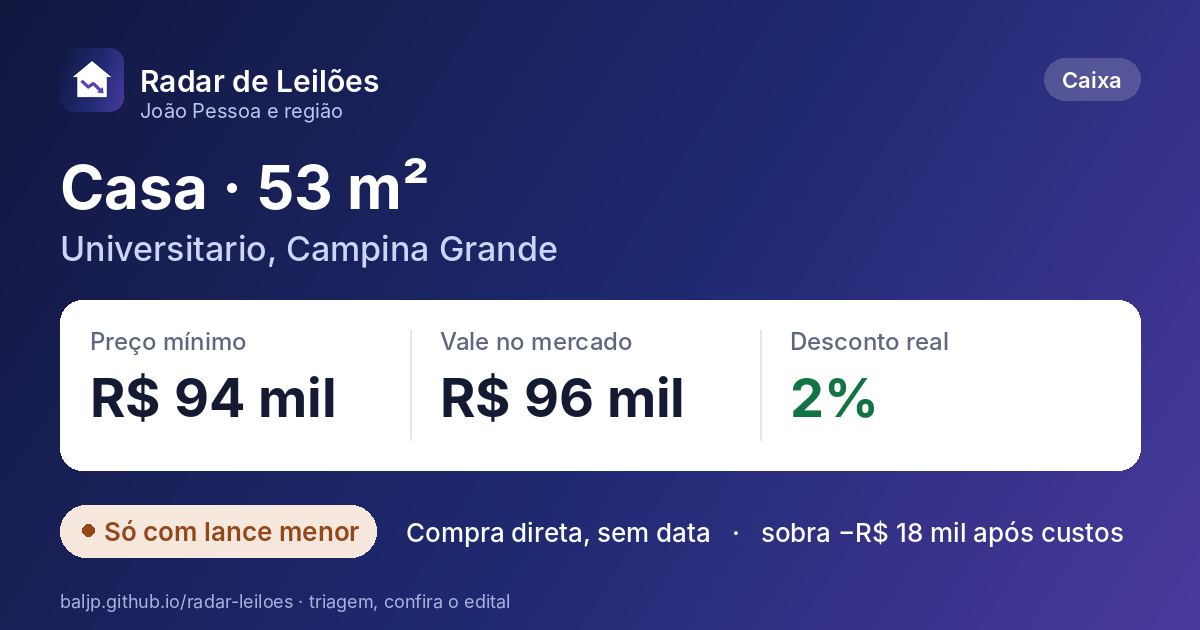 Radar de Leilões
João Pessoa e região
Caixa
Casa · 53 m²
Universitario, Campina Grande
Preço mínimo
R$ 94 mil
Vale no mercado
R$ 96 mil
Desconto real
2%
Só com lance menor
Compra direta, sem data · sobra −R$ 18 mil após custos
baljp.github.io/radar-leiloes · triagem, confira o edital